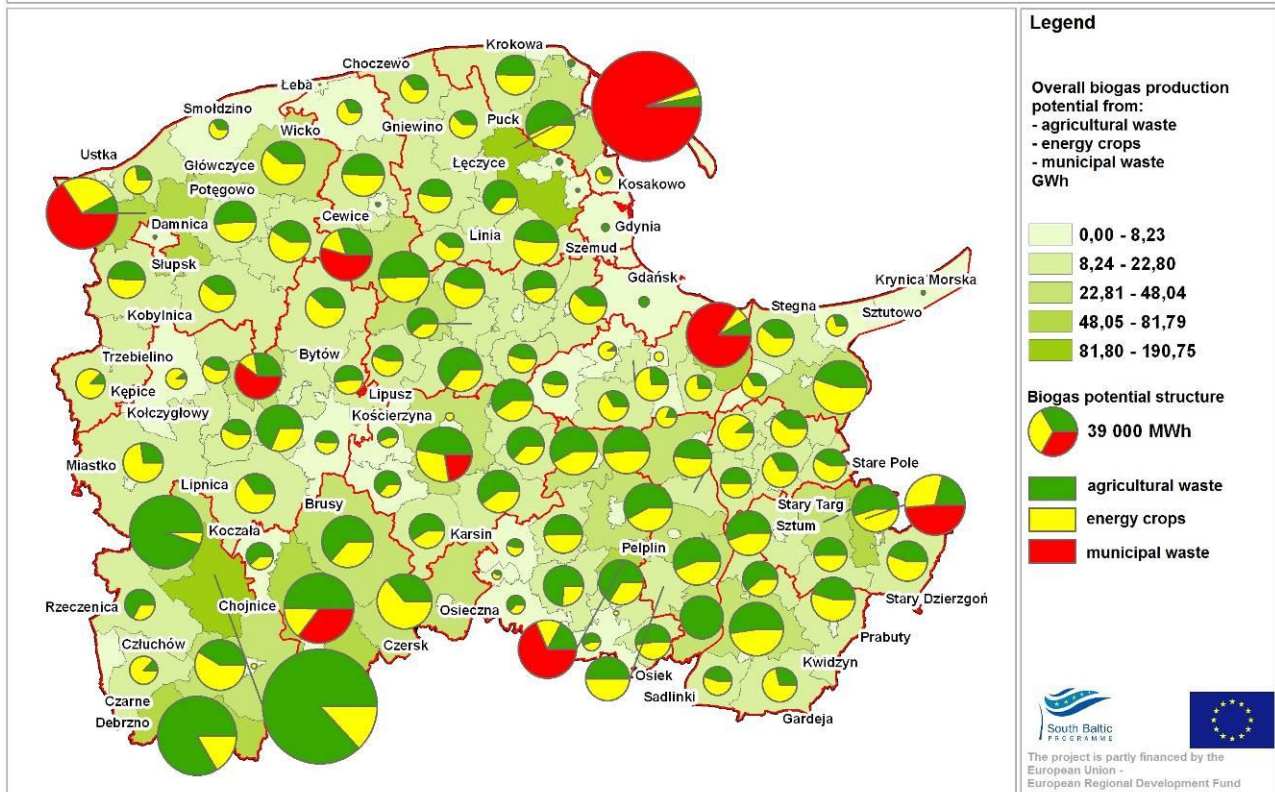 Krokowa
Choczewo
Łeba
Smołdzino
Wicko
Gniewino
Puck
Ustka
Główczyce
Łęczyce
Kosakowo
Potęgowo
Damnica
Cewice
Linia
Szemud
Gdynia
Słupsk
Gdańsk
Krynica Morska
Stegna
Sztutowo
Kobylnica
Trzebielino
Bytów
Kępice
Lipusz
Kołczygłowy
Kościerzyna
Miastko
Stare Pole
Lipnica
Brusy
Stary Targ
Sztum
Koczała
Karsin
Pelplin
Rzeczenica
Chojnice
Osieczna
Stary Dzierzgoń
Prabuty
Człuchów
Czersk
Kwidzyn
Osiek
Czarne
Sadlinki
Debrzno
Gardeja
Legend
Overall biogas production
potential from:
- agricultural waste
- energy crops
- municipal waste
GWh
0,00 - 8,23
8,24 - 22,80
22,81 - 48,04
48,05 - 81,79
81,80 - 190,75
Biogas potential structure
39 000 MWh
agricultural waste
energy crops
municipal waste
South Baltic
PROGRAMME
The project is partly financed by the
European Union -
European Regional Development Fund